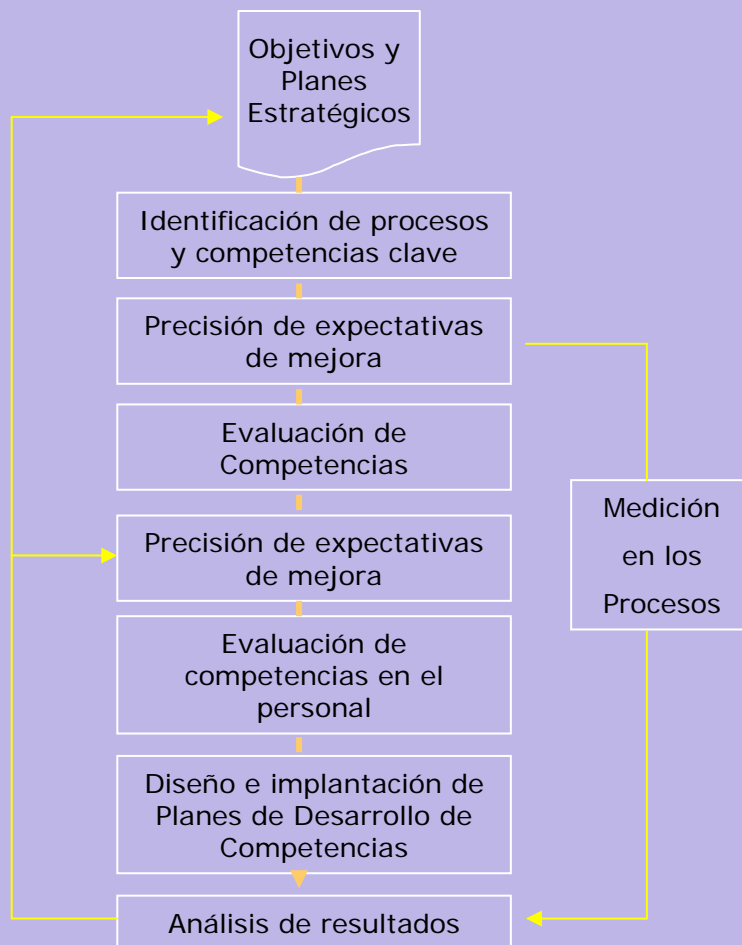 Objetivos y
Planes
Estratégicos
Identificación de procesos
y competencias clave
Precisión de expectativas
de mejora
Evaluación de
Competencias
Medición
en los
Procesos
Precisión de expectativas
de mejora
Evaluación de
competencias en el
personal
Diseño e implantación de
Planes de Desarrollo de
Competencias
Análisis de resultados